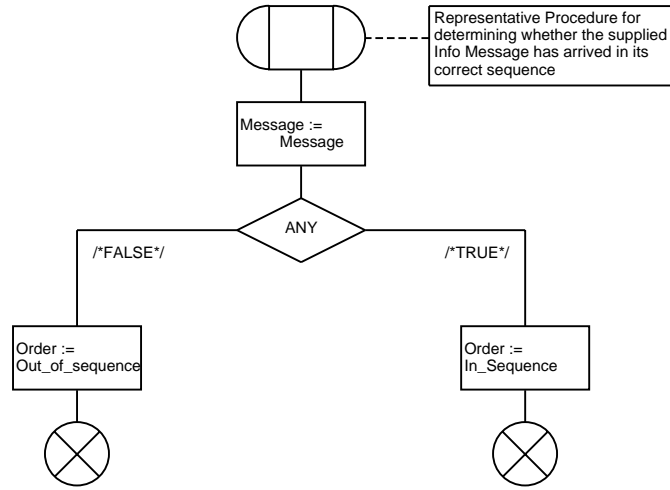 Representative Procedure for
determining whether the supplied
Info Message has arrived in its
correct sequence
Message :=
Message
ANY
/*FALSE*/
/*TRUE*/
Order :=
Out_of_sequence
Order :=
In_Sequence